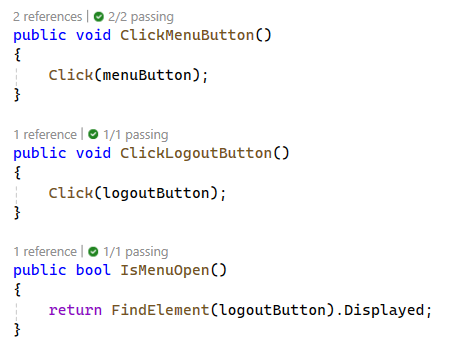 2 references | 2/2 passing
public void ClickMenuButton()
{
    Click(menuButton);
}
1 reference | 1/1 passing
public void ClickLogoutButton()
{
    Click(logoutButton);
}
1 reference | 1/1 passing
public bool IsMenuOpen()
{
    return FindElement(logoutButton).Displayed;
}